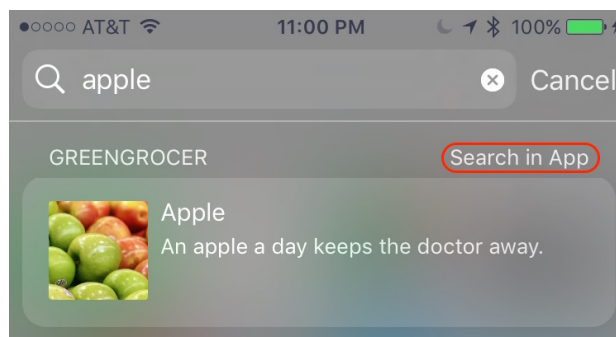 AT&T 11:00 PM 100%
apple Cancel
GREENGROCER Search in App
Apple
An apple a day keeps the doctor away.